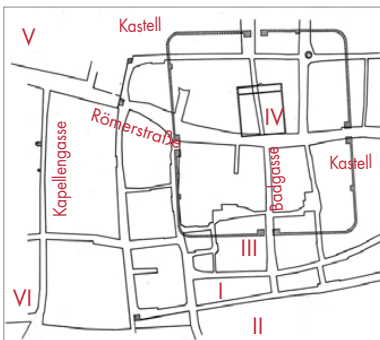 Kastell
V
IV
Römerstraße
Kapellengasse
Badgasse
Kastell
III
I
VI
II